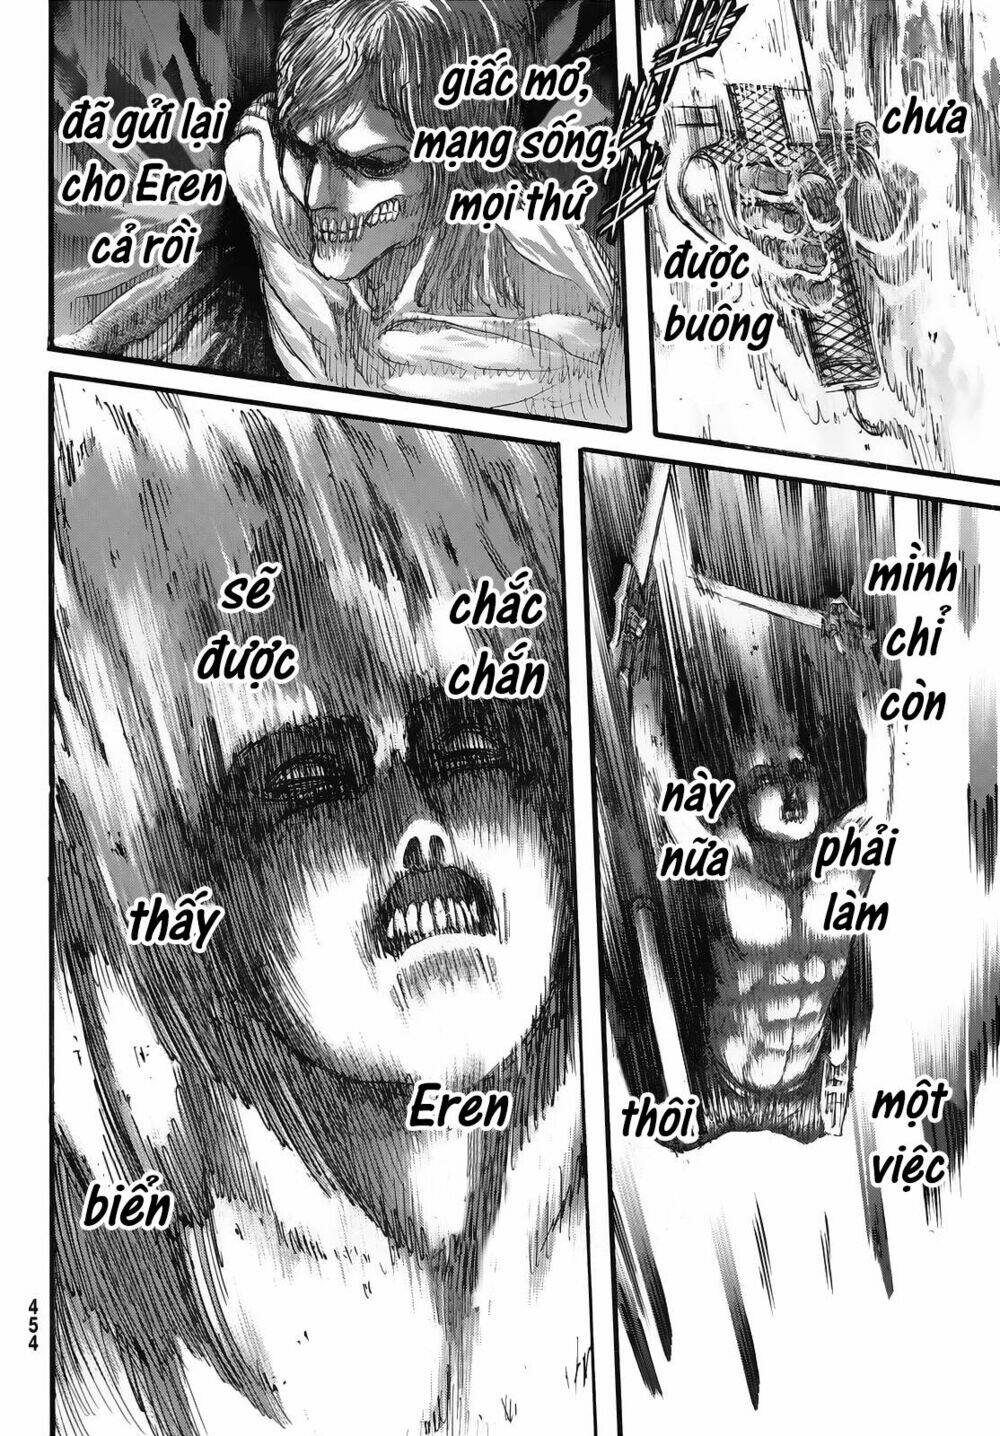 chưa
được
buông
giấc mơ,
mạng sống,
mọi thứ
đã gửi lại
cho Eren
cả rồi
mình
chỉ
còn
một
việc
phải
làm
này
nữa
thôi
chắc
chắn
Eren
sẽ
được
thấy
biển
454